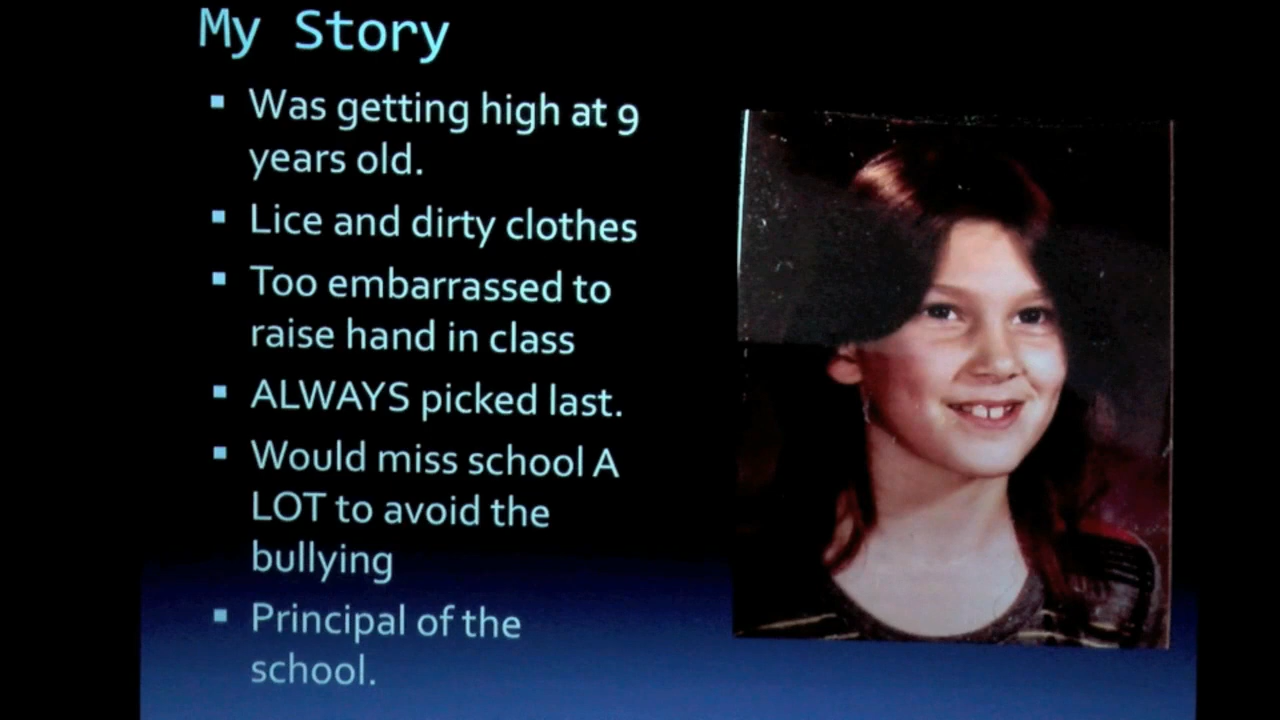 My Story
Was getting high at 9
years old.
Lice and dirty clothes
Too embarrassed to
raise hand in class
ALWAYS picked last.
Would miss school A
LOT to avoid the
bullying
Principal of the
school.